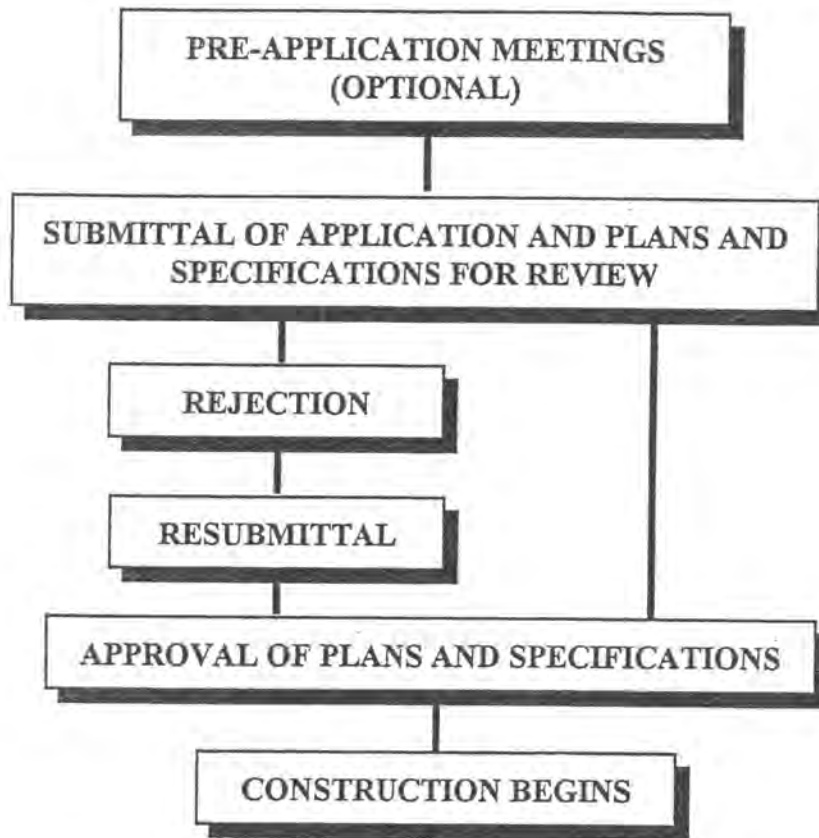 PRE-APPLICATION MEETINGS
(OPTIONAL)
SUBMITTAL OF APPLICATION AND PLANS AND
SPECIFICATIONS FOR REVIEW
REJECTION
RESUBMITTAL
APPROVAL OF PLANS AND SPECIFICATIONS
CONSTRUCTION BEGINS